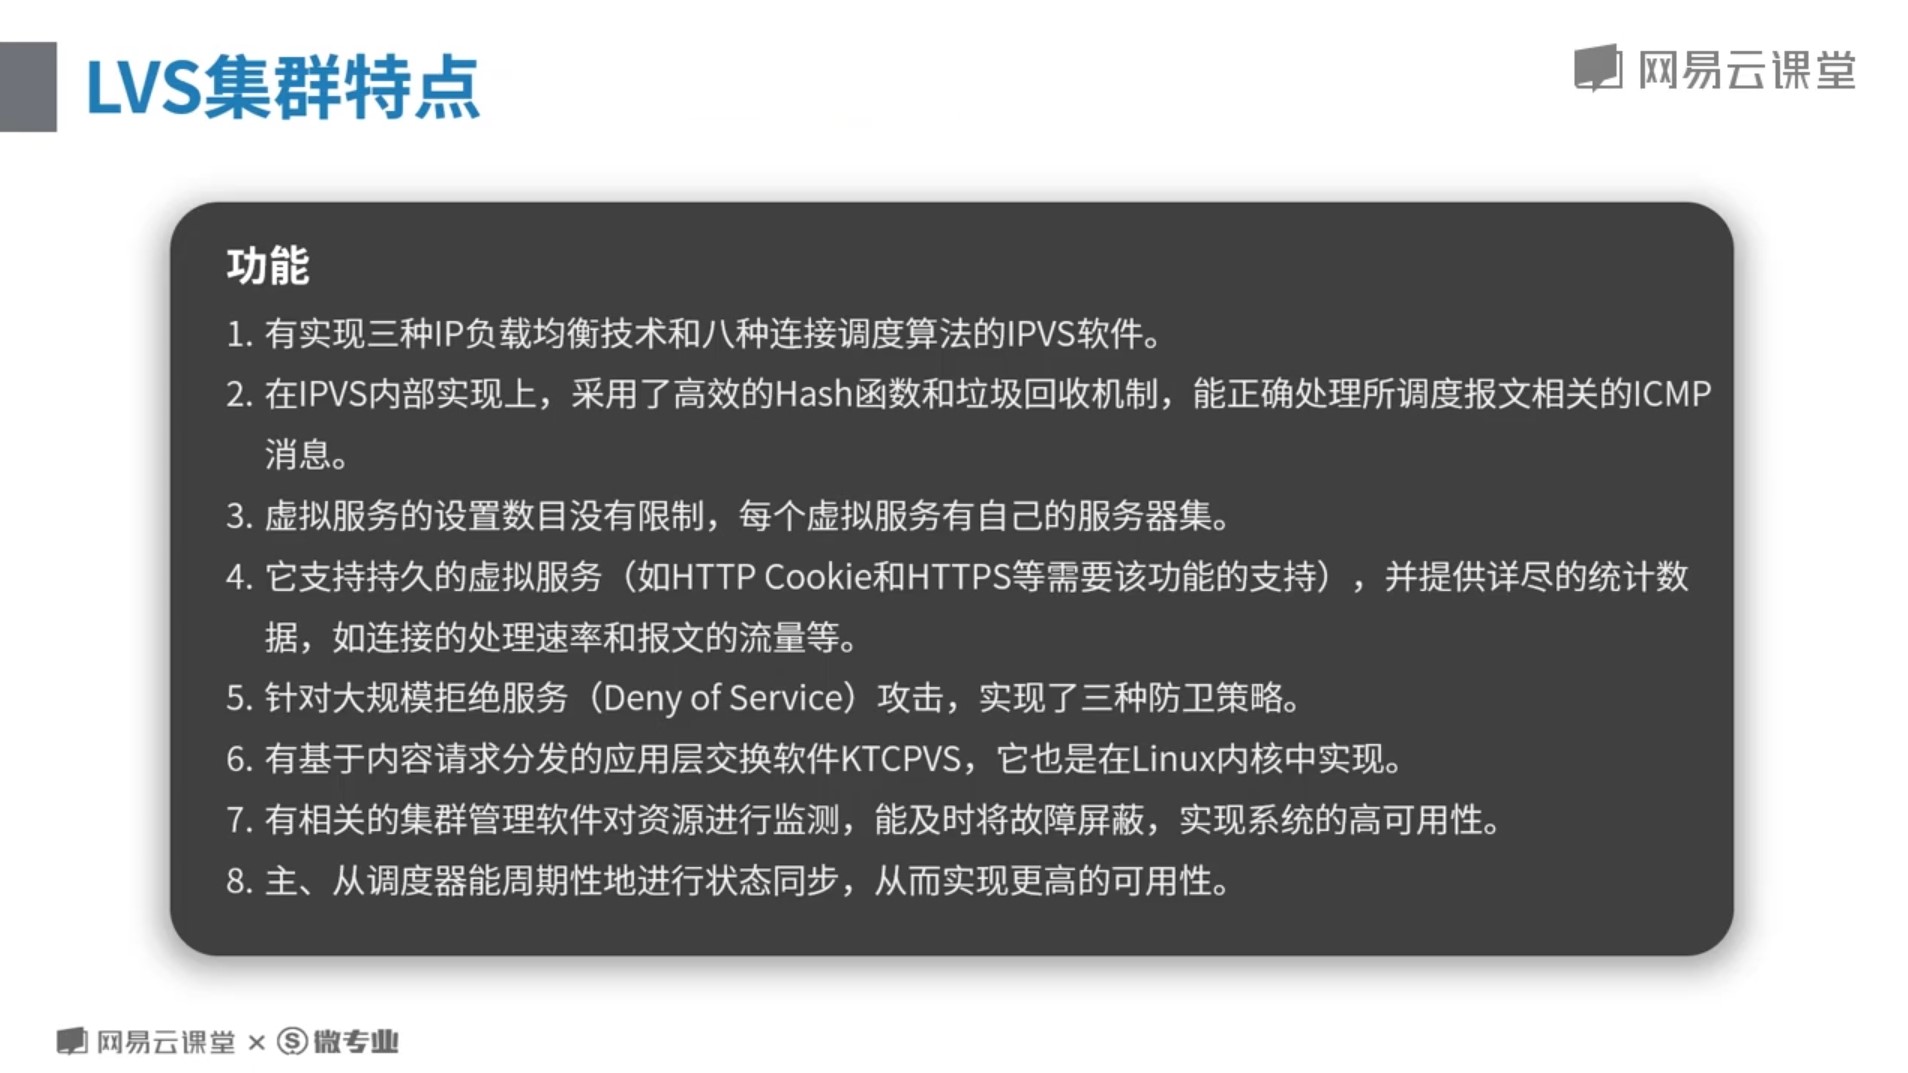 LVS集群特点
网易云课堂
功能
1. 有实现三种IP负载均衡技术和八种连接调度算法的IPVS软件。
2. 在IPVS内部实现上，采用了高效的Hash函数和垃圾回收机制，能正确处理所调度报文相关的ICMP
消息。
3. 虚拟服务的设置数目没有限制，每个虚拟服务有自己的服务器集。
4. 它支持持久的虚拟服务（如HTTP Cookie和HTTPS等需要该功能的支持），并提供详尽的统计数
据，如连接的处理速率和报文的流量等。
5. 针对大规模拒绝服务（Deny of Service）攻击，实现了三种防卫策略。
6. 有基于内容请求分发的应用层交换软件KTCPVS，它也是在Linux内核中实现。
7. 有相关的集群管理软件对资源进行监测，能及时将故障屏蔽，实现系统的高可用性。
8. 主、从调度器能周期性地进行状态同步，从而实现更高的可用性。
网易云课堂 × 微专业